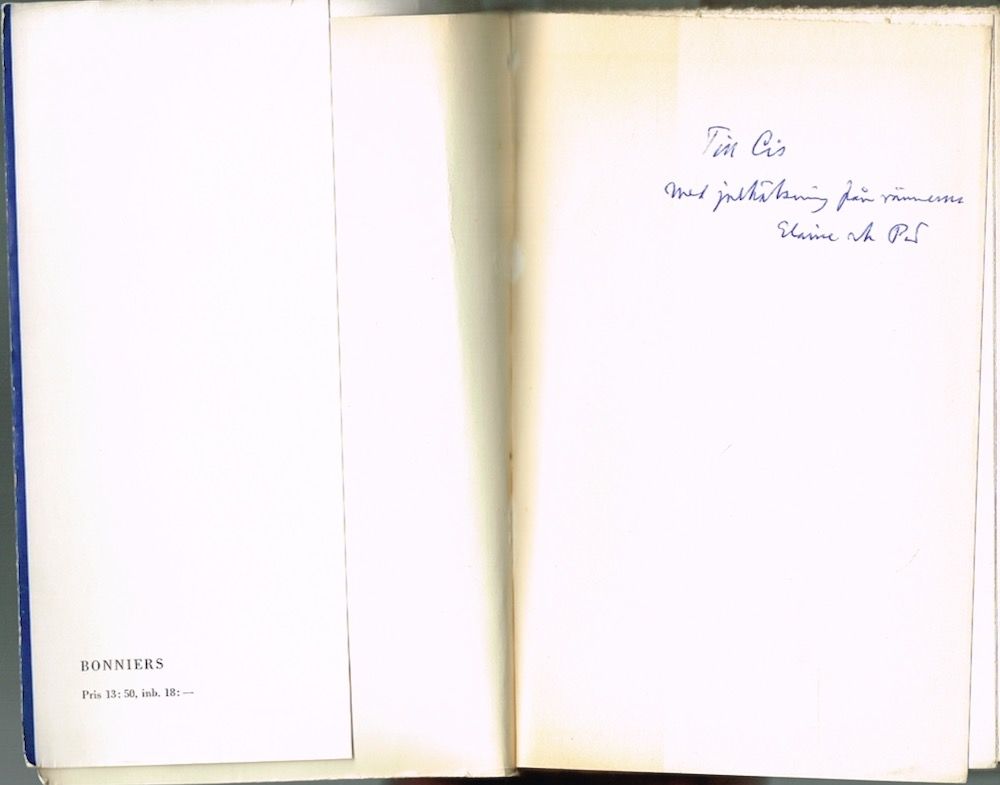 BONNIERS
Pris 13: 50, inb. 18: —
Till Cis
med julhälsning från vännerna
Elaine och